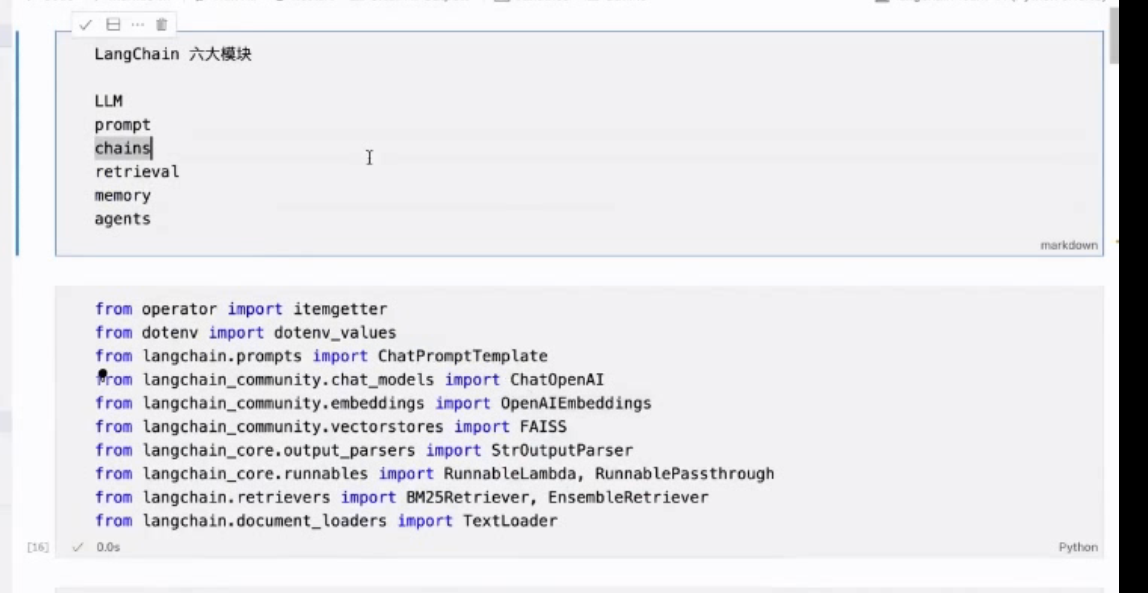 LangChain 六大模块
LLM
prompt
chains
retrieval
memory
agents
markdown
from operator import itemgetter
from dotenv import dotenv_values
from langchain.prompts import ChatPromptTemplate
from langchain_community.chat_models import ChatOpenAI
from langchain_community.embeddings import OpenAIEmbeddings
from langchain_community.vectorstores import FAISS
from langchain_core.output_parsers import StrOutputParser
from langchain_core.runnables import RunnableLambda, RunnablePassthrough
from langchain.retrievers import BM25Retriever, EnsembleRetriever
from langchain.document_loaders import TextLoader
[16] 0.0s Python